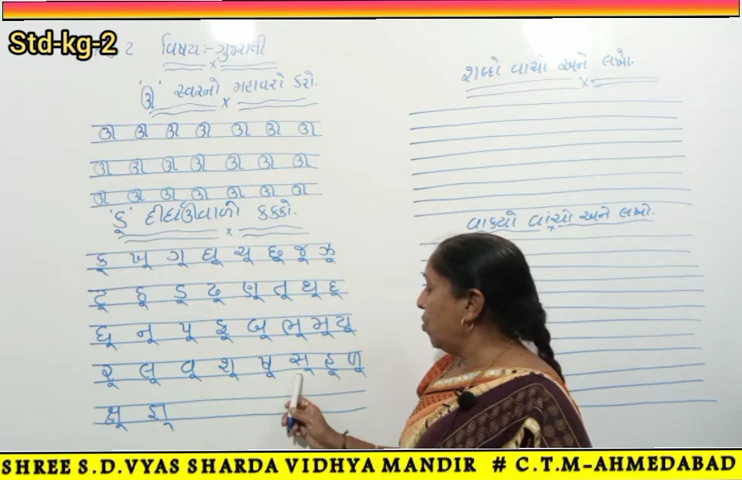 Std-kg-2
વિષય:- ગુજરાતી
'ઊ' સ્વરનો મહાવરો કરો.
ઊ ઊ ઊ ઊ ઊ ઊ ઊ
ઊ ઊ ઊ ઊ ઊ ઊ ઊ
ઊ ઊ ઊ ઊ ઊ ઊ ઊ
'ૂ' દીર્ઘઊવાળી કક્કો.
કૂ ખૂ ગૂ ઘૂ ચૂ છૂ જૂ ઝૂ
ટૂ ઠૂ ડૂ ઢૂ ણૂ તૂ થૂ દૂ
ધૂ નૂ પૂ ફૂ બૂ ભૂ મૂ યૂ
રૂ લૂ વૂ શૂ ષૂ સૂ હૂ ળૂ
ક્ષૂ જ્ઞૂ
શબ્દો વાંચો અને લખો.
વાક્યો વાંચો અને લખો.
SHREE S.D.VYAS SHARDA VIDHYA MANDIR # C.T.M-AHMEDABAD